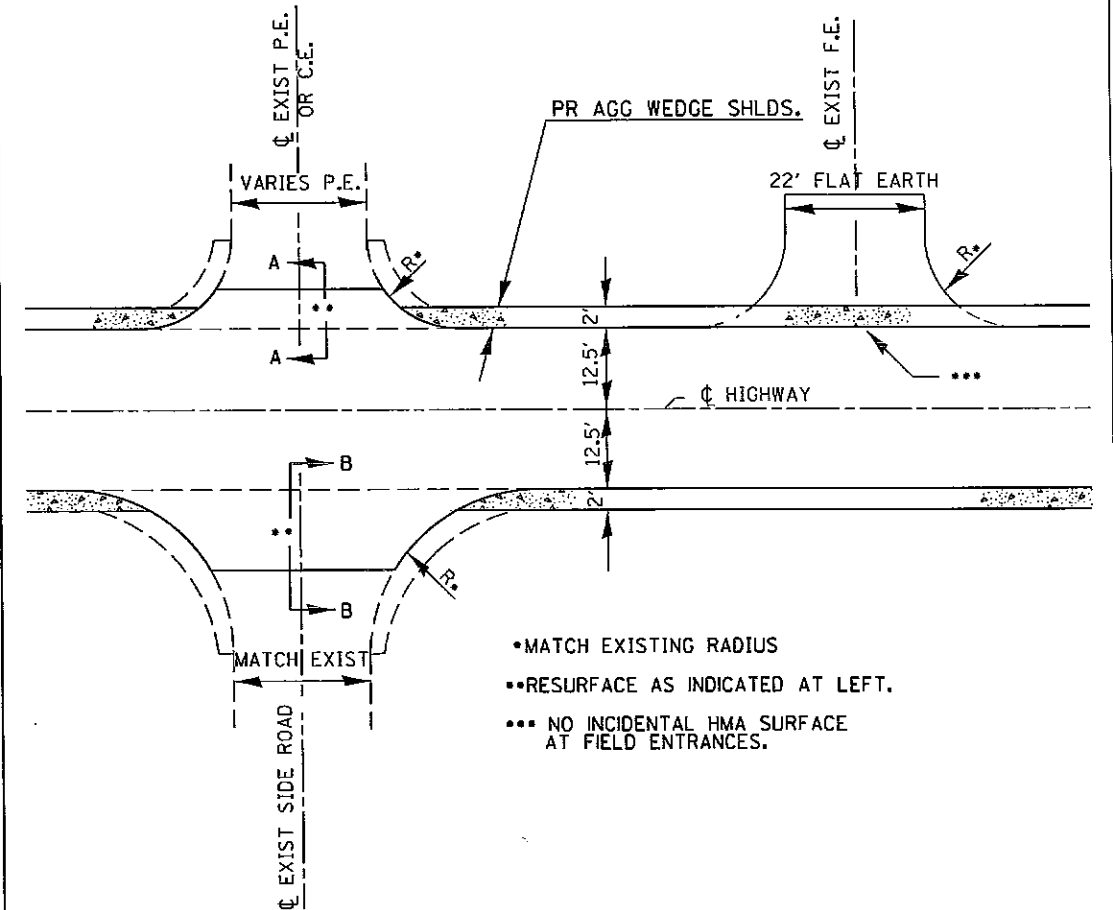 ℄ EXIST P.E.
OR C.E.
℄ EXIST F.E.
PR AGG WEDGE SHLDS.
VARIES P.E.
22' FLAT EARTH
A
R•
R•
••
2'
A
12.5'
•••
℄ HIGHWAY
12.5'
B
2'
••
R•
B
•MATCH EXISTING RADIUS
MATCH EXIST
••RESURFACE AS INDICATED AT LEFT.
••• NO INCIDENTAL HMA SURFACE
AT FIELD ENTRANCES.
℄ EXIST SIDE ROAD